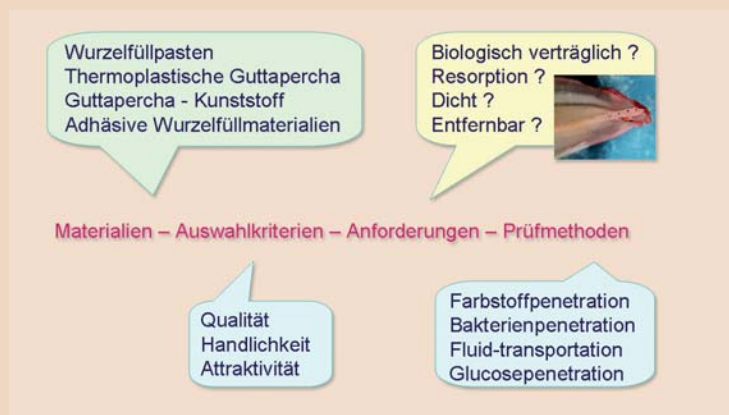 Wurzelfüllpasten
Thermoplastische Guttapercha
Guttapercha - Kunststoff
Adhäsive Wurzelfüllmaterialien
Biologisch verträglich ?
Resorption ?
Dicht ?
Entfernbar ?
Materialien – Auswahlkriterien – Anforderungen – Prüfmethoden
Qualität
Handlichkeit
Attraktivität
Farbstoffpenetration
Bakterienpenetration
Fluid-transportation
Glucosepenetration